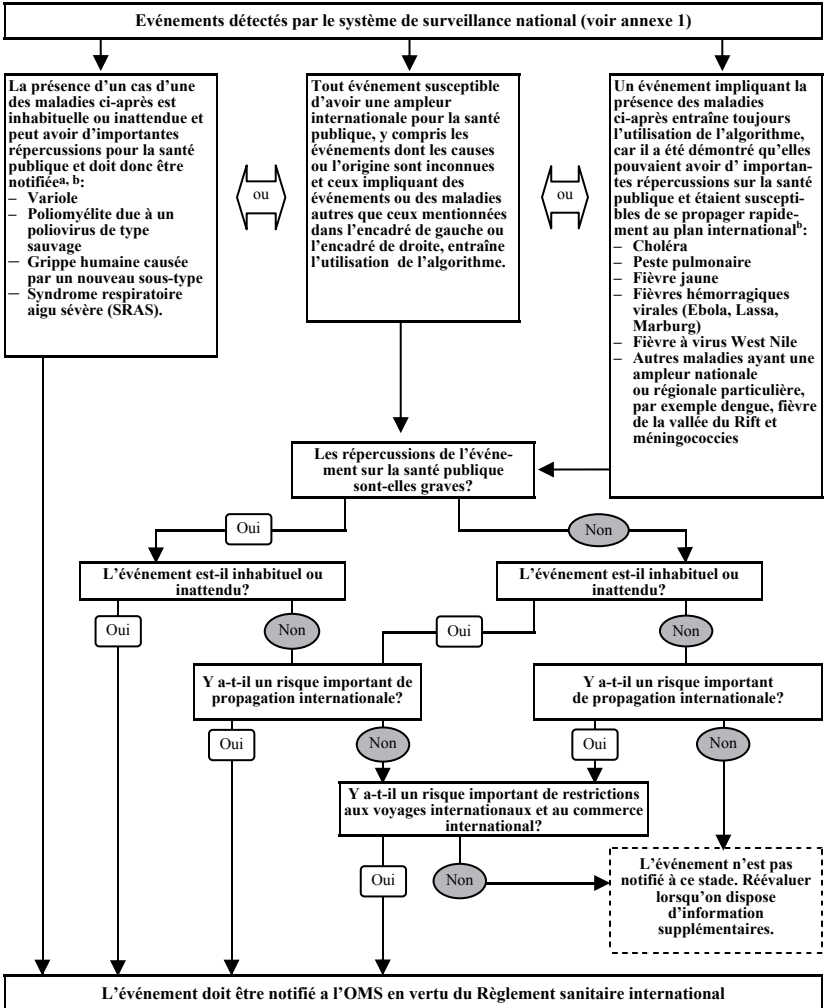 Evénements détectés par le système de surveillance national (voir annexe 1)
La présence d'un cas d'une
des maladies ci-après est
inhabituelle ou inattendue et
peut avoir d'importantes
répercussions pour la santé
publique et doit donc être
notifiéea, b:
– Variole
– Poliomyélite due à un
poliovirus de type
sauvage
– Grippe humaine causée
par un nouveau sous-type
– Syndrome respiratoire
aigu sévère (SRAS).
ou
Tout événement susceptible
d'avoir une ampleur
internationale pour la santé
publique, y compris les
événements dont les causes
ou l'origine sont inconnues
et ceux impliquant des
événements ou des maladies
autres que ceux mentionnées
dans l'encadré de gauche ou
l'encadré de droite, entraîne
l'utilisation de l'algorithme.
ou
Un événement impliquant la
présence des maladies
ci-après entraîne toujours
l'utilisation de l'algorithme,
car il a été démontré qu'elles
pouvaient avoir d' importan-
tes répercussions sur la santé
publique et étaient suscepti-
bles de se propager rapide-
ment au plan internationalb:
– Choléra
– Peste pulmonaire
– Fièvre jaune
– Fièvres hémorragiques
virales (Ebola, Lassa,
Marburg)
– Fièvre à virus West Nile
– Autres maladies ayant une
ampleur nationale
ou régionale particulière,
par exemple dengue, fièvre
de la vallée du Rift et
méningococcies
Les répercussions de l'événe-
ment sur la santé publique
sont-elles graves?
Oui
Non
L'événement est-il inhabituel ou
inattendu?
L'événement est-il inhabituel ou
inattendu?
Oui
Non
Oui
Non
Y a-t-il un risque important de
propagation internationale?
Y a-t-il un risque important
de propagation internationale?
Oui
Non
Oui
Non
Y a-t-il un risque important de restrictions
aux voyages internationaux et au commerce
international?
Oui
Non
L'événement n'est pas
notifié à ce stade. Réévaluer
lorsqu'on dispose
d'information
supplémentaires.
L'événement doit être notifié a l'OMS en vertu du Règlement sanitaire international